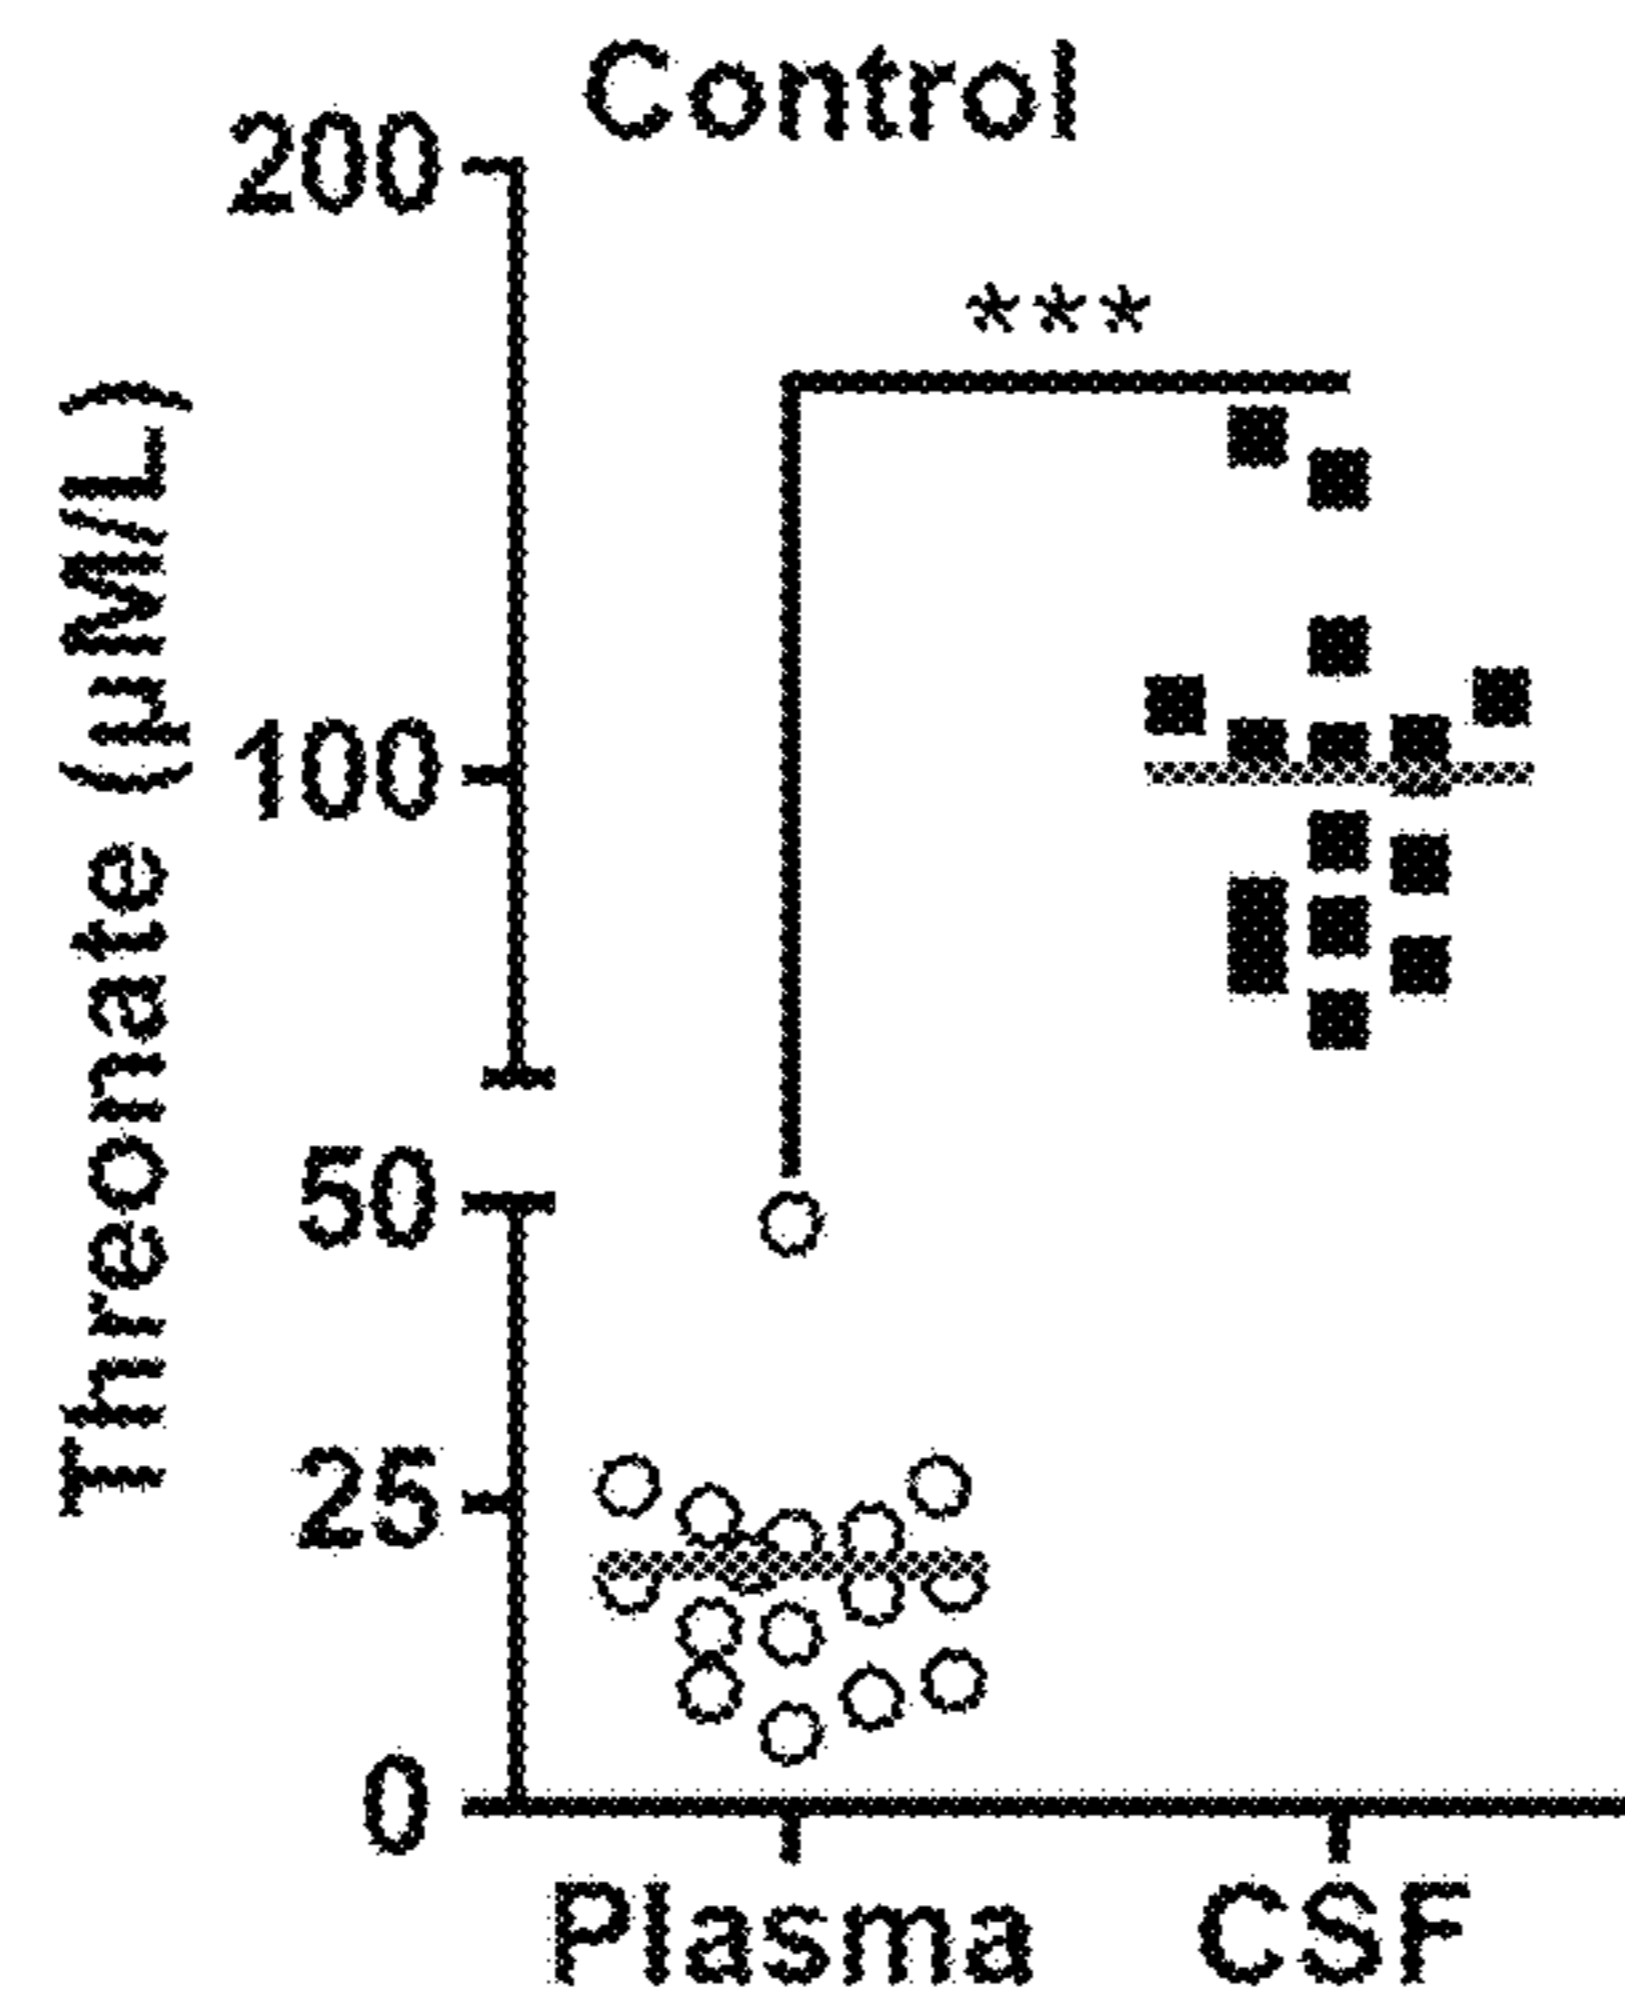 Control
200
***
100
50
25
0
Threonate (µM/L)
Plasma CSF